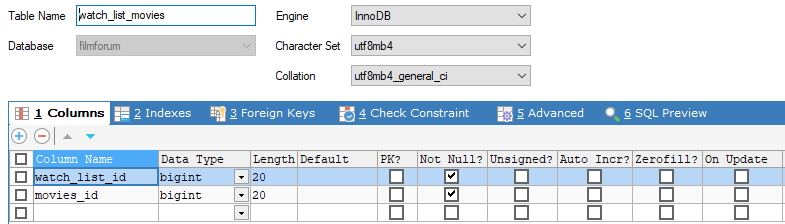 Table Name watch_list_movies Engine InnoDB
Database filmforum Character Set utf8mb4
Collation utf8mb4_general_ci
1 Columns 2 Indexes 3 Foreign Keys 4 Check Constraint 5 Advanced 6 SQL Preview
Column Name Data Type Length Default PK? Not Null? Unsigned? Auto Incr? Zerofill? On Update
watch_list_id bigint 20
movies_id bigint 20